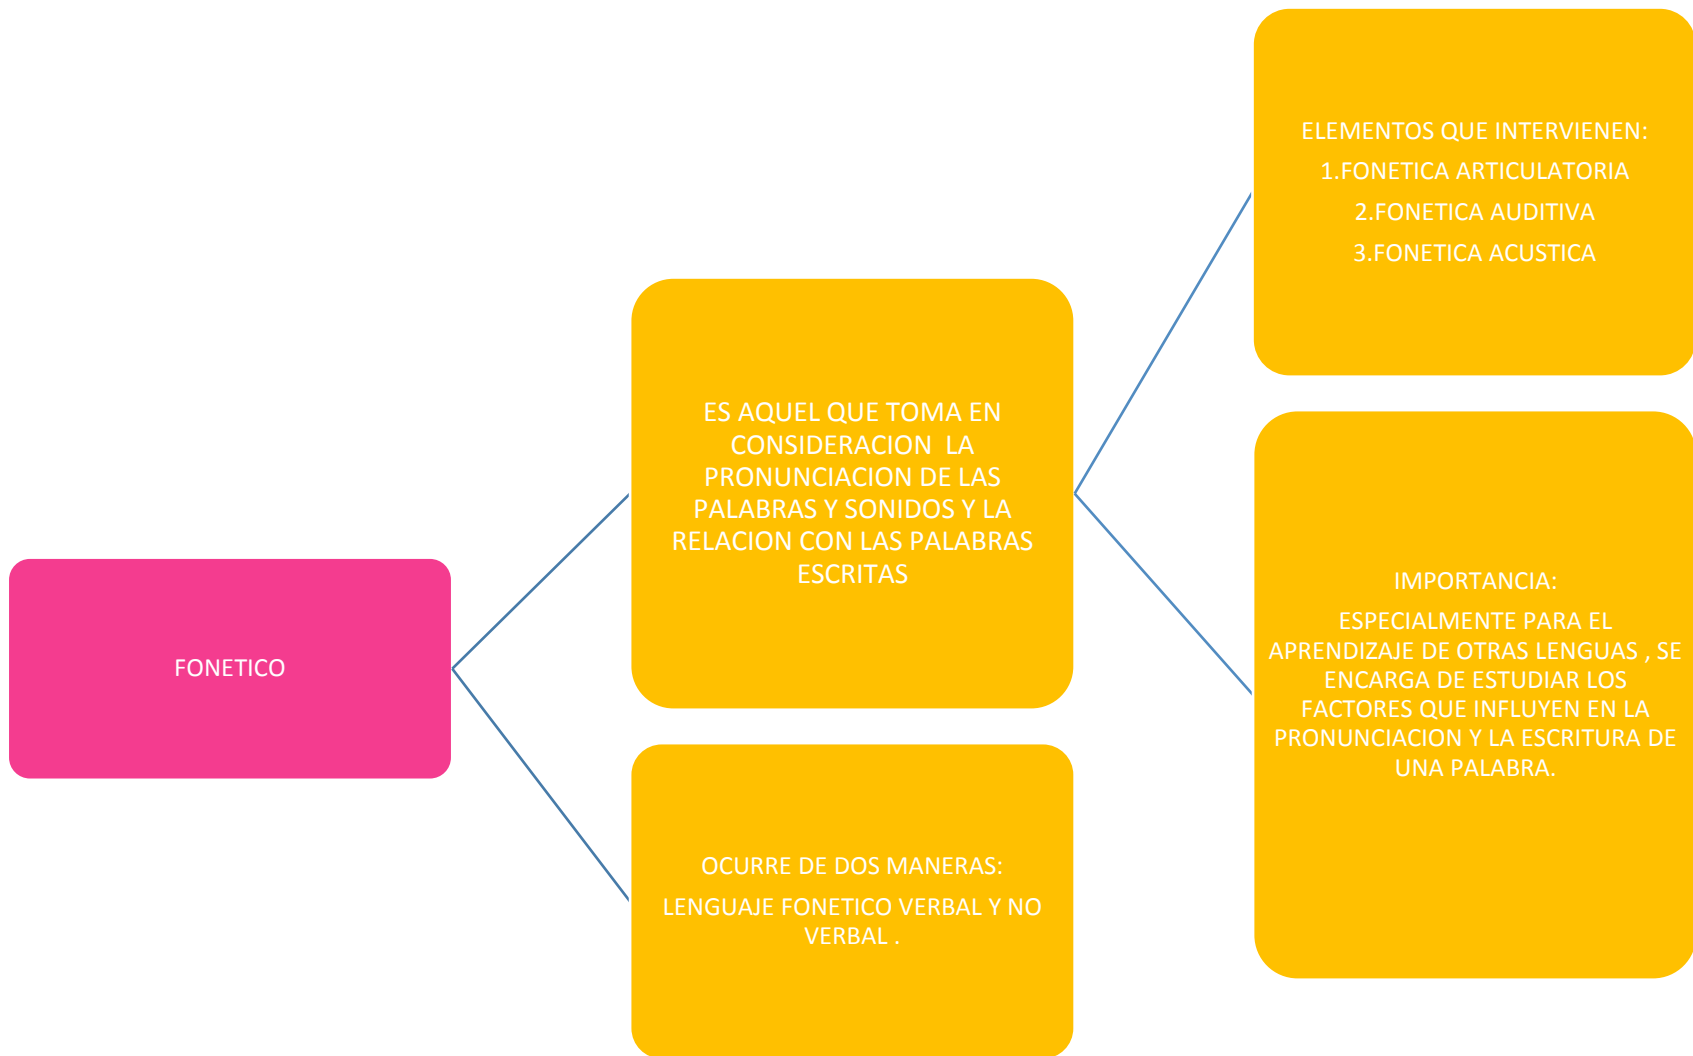 FONETICO
ES AQUEL QUE TOMA EN
CONSIDERACION LA
PRONUNCIACION DE LAS
PALABRAS Y SONIDOS Y LA
RELACION CON LAS PALABRAS
ESCRITAS
OCURRE DE DOS MANERAS:
LENGUAJE FONETICO VERBAL Y NO
VERBAL .
ELEMENTOS QUE INTERVIENEN:
1.FONETICA ARTICULATORIA
2.FONETICA AUDITIVA
3.FONETICA ACUSTICA
IMPORTANCIA:
ESPECIALMENTE PARA EL
APRENDIZAJE DE OTRAS LENGUAS , SE
ENCARGA DE ESTUDIAR LOS
FACTORES QUE INFLUYEN EN LA
PRONUNCIACION Y LA ESCRITURA DE
UNA PALABRA.